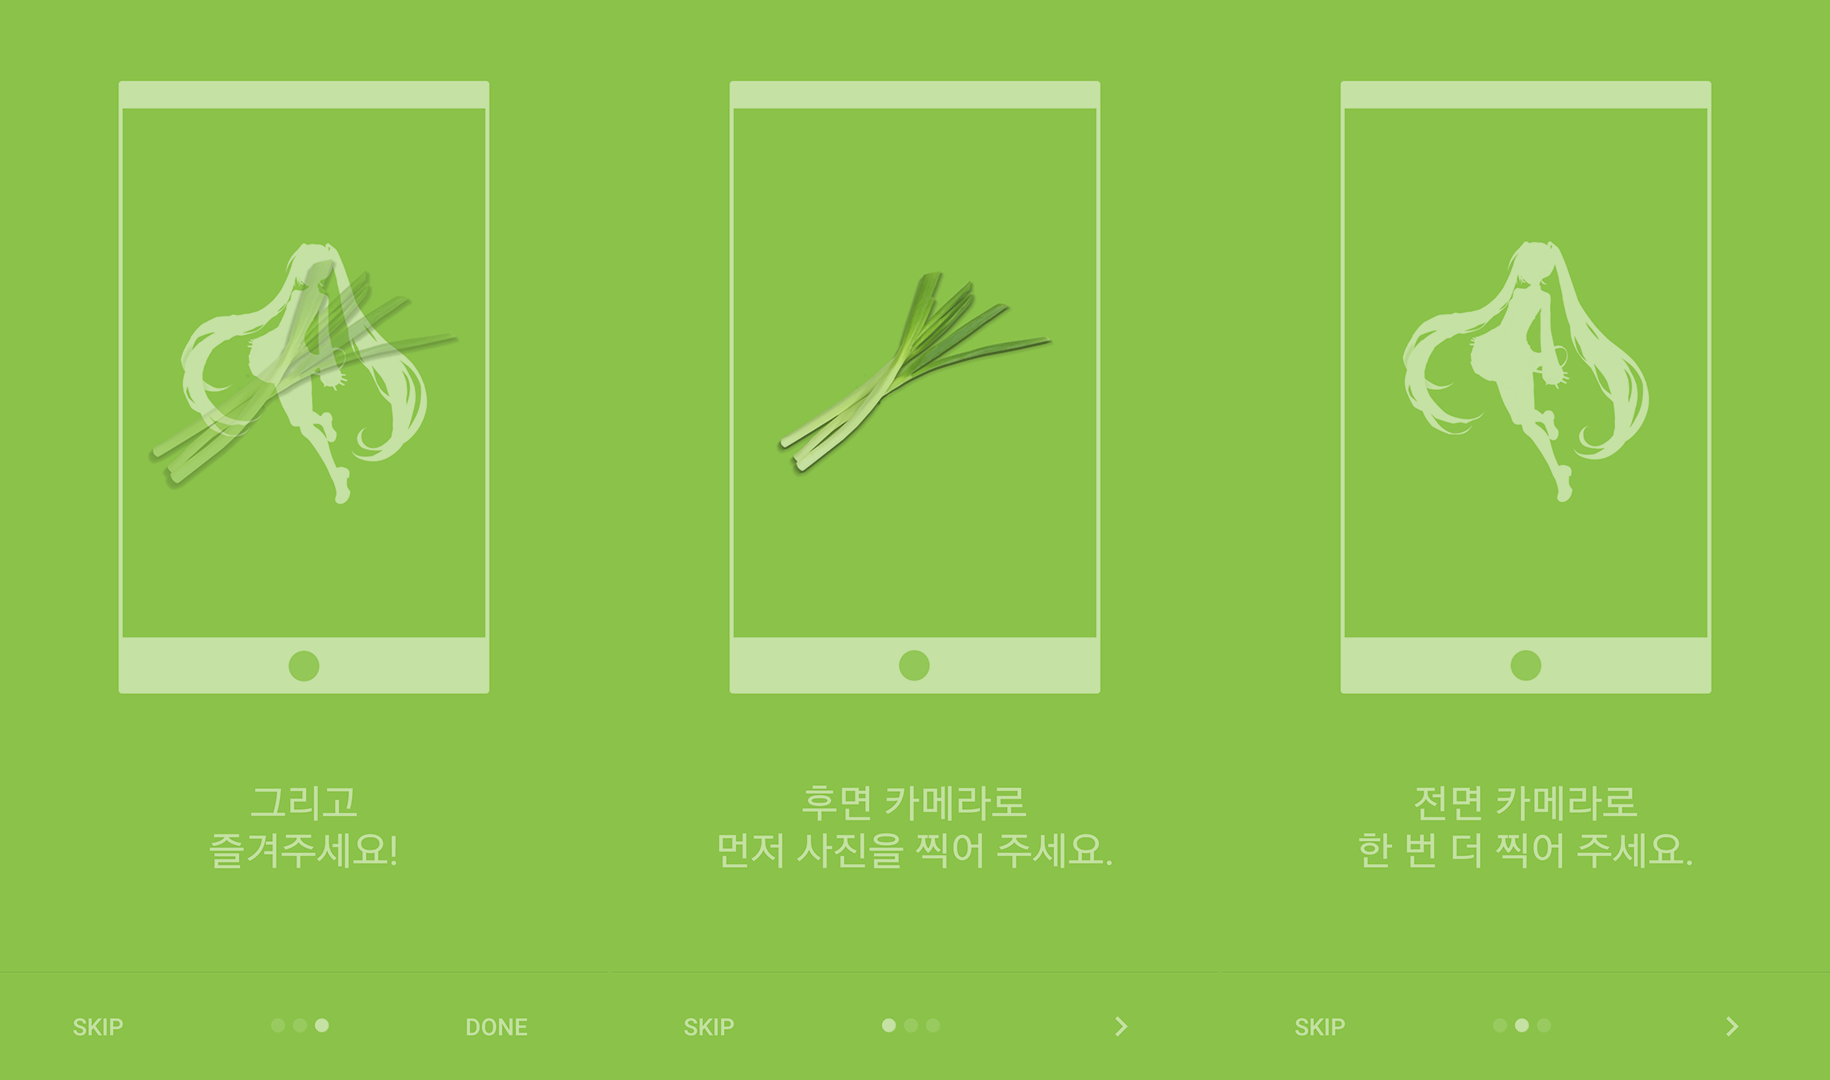 그리고
즐겨주세요!
SKIP
DONE
후면 카메라로
먼저 사진을 찍어 주세요.
SKIP
전면 카메라로
한 번 더 찍어 주세요.
SKIP